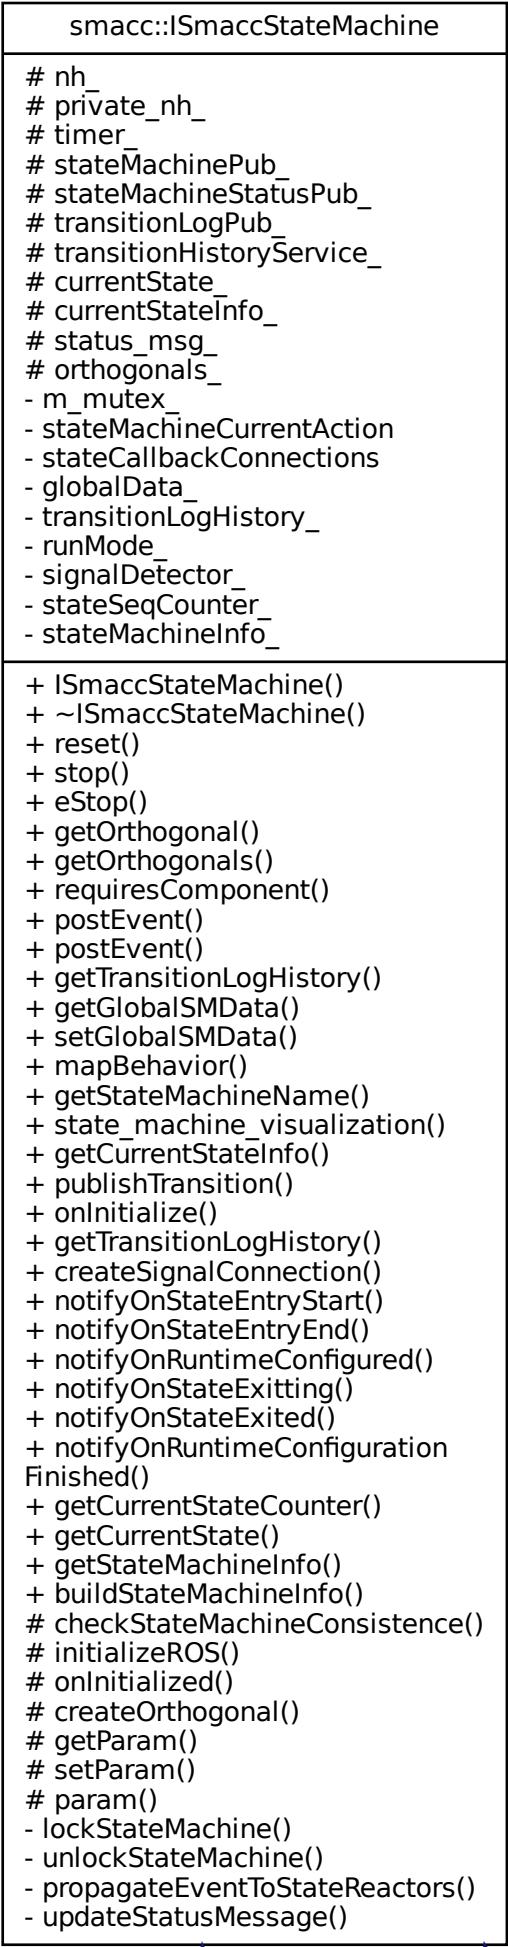 smacc::ISmaccStateMachine
# nh_
# private_nh_
# timer_
# stateMachinePub_
# stateMachineStatusPub_
# transitionLogPub_
# transitionHistoryService_
# currentState_
# currentStateInfo_
# status_msg_
# orthogonals_
- m_mutex_
- stateMachineCurrentAction
- stateCallbackConnections
- globalData_
- transitionLogHistory_
- runMode_
- signalDetector_
- stateSeqCounter_
- stateMachineInfo_
+ ISmaccStateMachine()
+ ~ISmaccStateMachine()
+ reset()
+ stop()
+ eStop()
+ getOrthogonal()
+ getOrthogonals()
+ requiresComponent()
+ postEvent()
+ postEvent()
+ getTransitionLogHistory()
+ getGlobalSMData()
+ setGlobalSMData()
+ mapBehavior()
+ getStateMachineName()
+ state_machine_visualization()
+ getCurrentStateInfo()
+ publishTransition()
+ onInitialize()
+ getTransitionLogHistory()
+ createSignalConnection()
+ notifyOnStateEntryStart()
+ notifyOnStateEntryEnd()
+ notifyOnRuntimeConfigured()
+ notifyOnStateExitting()
+ notifyOnStateExited()
+ notifyOnRuntimeConfiguration
Finished()
+ getCurrentStateCounter()
+ getCurrentState()
+ getStateMachineInfo()
+ buildStateMachineInfo()
# checkStateMachineConsistence()
# initializeROS()
# onInitialized()
# createOrthogonal()
# getParam()
# setParam()
# param()
- lockStateMachine()
- unlockStateMachine()
- propagateEventToStateReactors()
- updateStatusMessage()